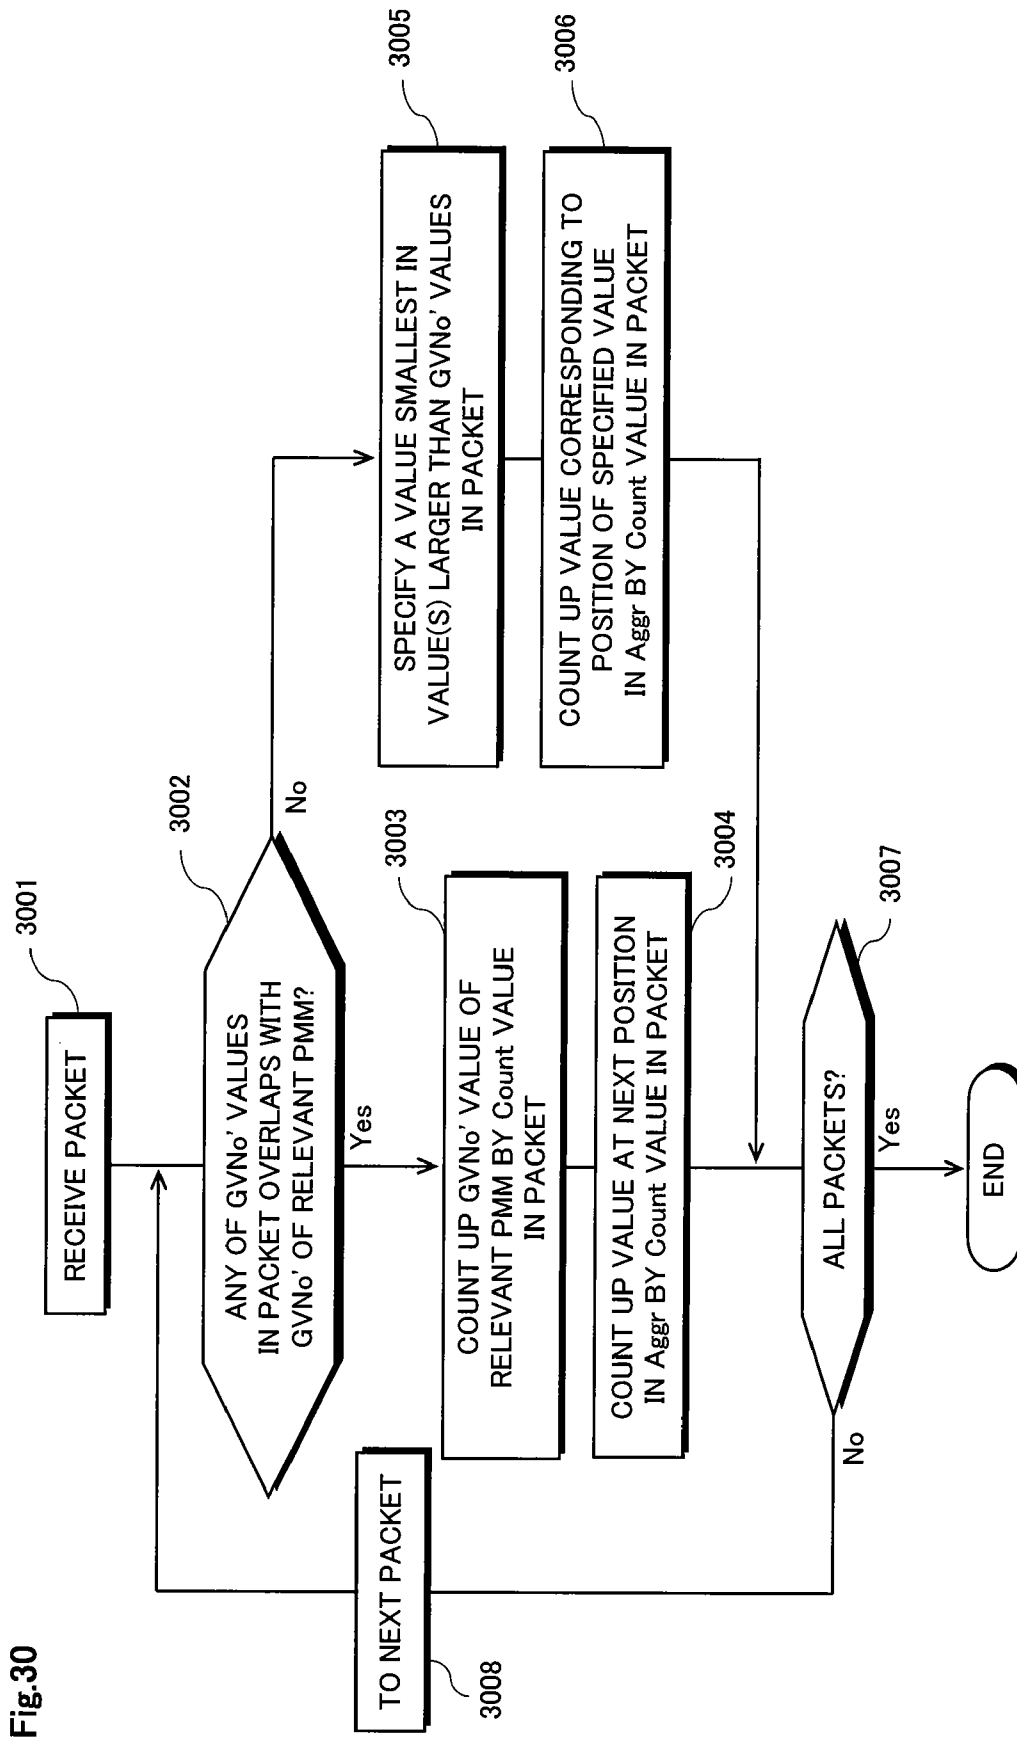 Fig.30
3001
RECEIVE PACKET
3002
ANY OF GVNo' VALUES
IN PACKET OVERLAPS WITH
GVNo' OF RELEVANT PMM?
No
Yes
3003
COUNT UP GVNo' VALUE OF
RELEVANT PMM BY Count VALUE
IN PACKET
3004
COUNT UP VALUE AT NEXT POSITION
IN Aggr BY Count VALUE IN PACKET
3005
SPECIFY A VALUE SMALLEST IN
VALUE(S) LARGER THAN GVNo' VALUES
IN PACKET
3006
COUNT UP VALUE CORRESPONDING TO
POSITION OF SPECIFIED VALUE
IN Aggr BY Count VALUE IN PACKET
3007
ALL PACKETS?
No
Yes
TO NEXT PACKET
3008
END